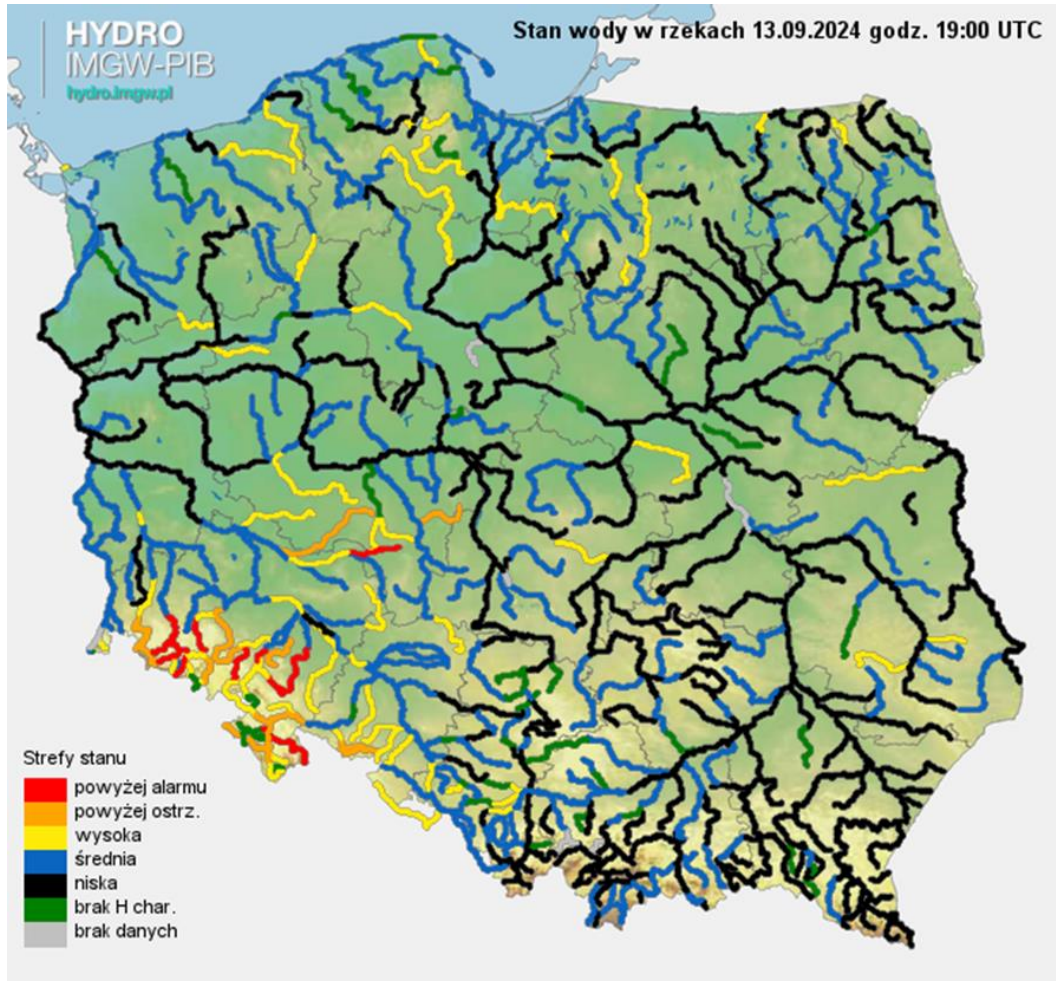 HYDRO
IMGW-PIB
hydro.imgw.pl
Stan wody w rzekach 13.09.2024 godz. 19:00 UTC
Strefy stanu
powyżej alarmu
powyżej ostrz.
wysoka
średnia
niska
brak H char.
brak danych